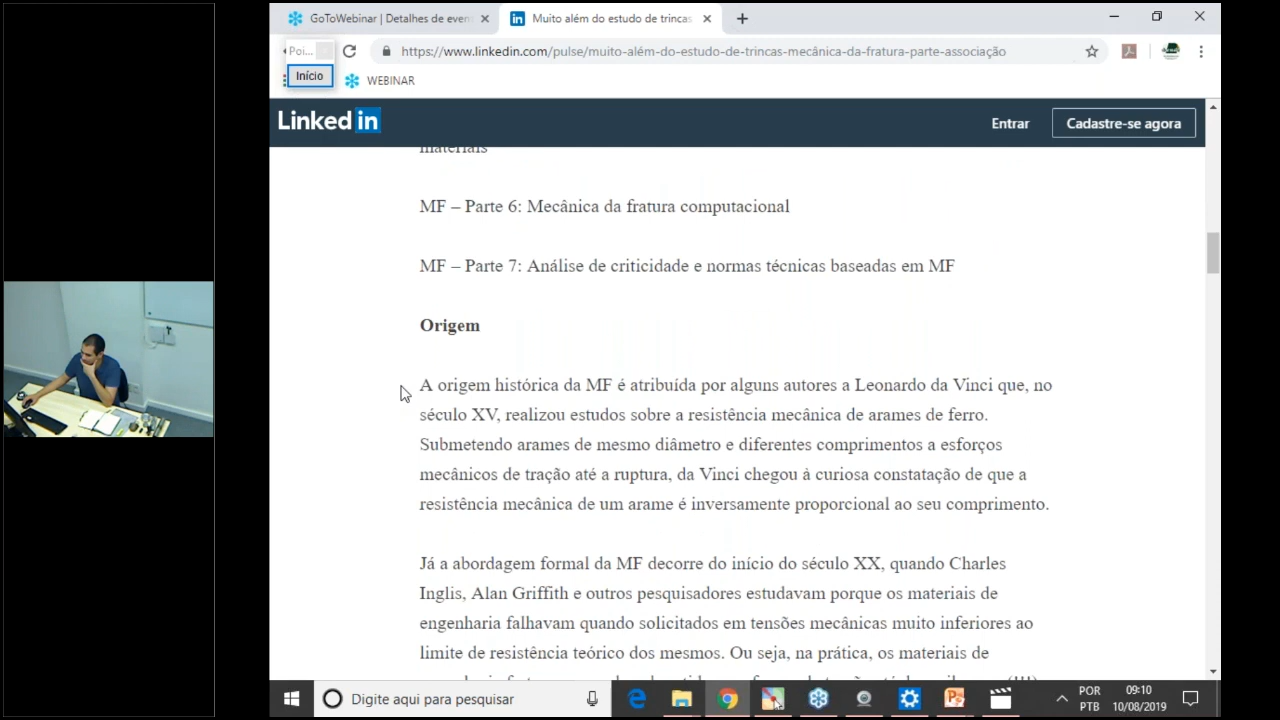 GoToWebinar | Detalhes de even
Muito além do estudo de trincas
Poi...
https://www.linkedin.com/pulse/muito-além-do-estudo-de-trincas-mecânica-da-fratura-parte-associação
Início
WEBINAR
Linked in
Entrar
Cadastre-se agora
materiais
MF – Parte 6: Mecânica da fratura computacional
MF – Parte 7: Análise de criticidade e normas técnicas baseadas em MF
Origem
A origem histórica da MF é atribuída por alguns autores a Leonardo da Vinci que, no
século XV, realizou estudos sobre a resistência mecânica de arames de ferro.
Submetendo arames de mesmo diâmetro e diferentes comprimentos a esforços
mecânicos de tração até a ruptura, da Vinci chegou à curiosa constatação de que a
resistência mecânica de um arame é inversamente proporcional ao seu comprimento.
Já a abordagem formal da MF decorre do início do século XX, quando Charles
Inglis, Alan Griffith e outros pesquisadores estudavam porque os materiais de
engenharia falhavam quando solicitados em tensões mecânicas muito inferiores ao
limite de resistência teórico dos mesmos. Ou seja, na prática, os materiais de
Digite aqui para pesquisar
POR
PTB
09:10
10/08/2019